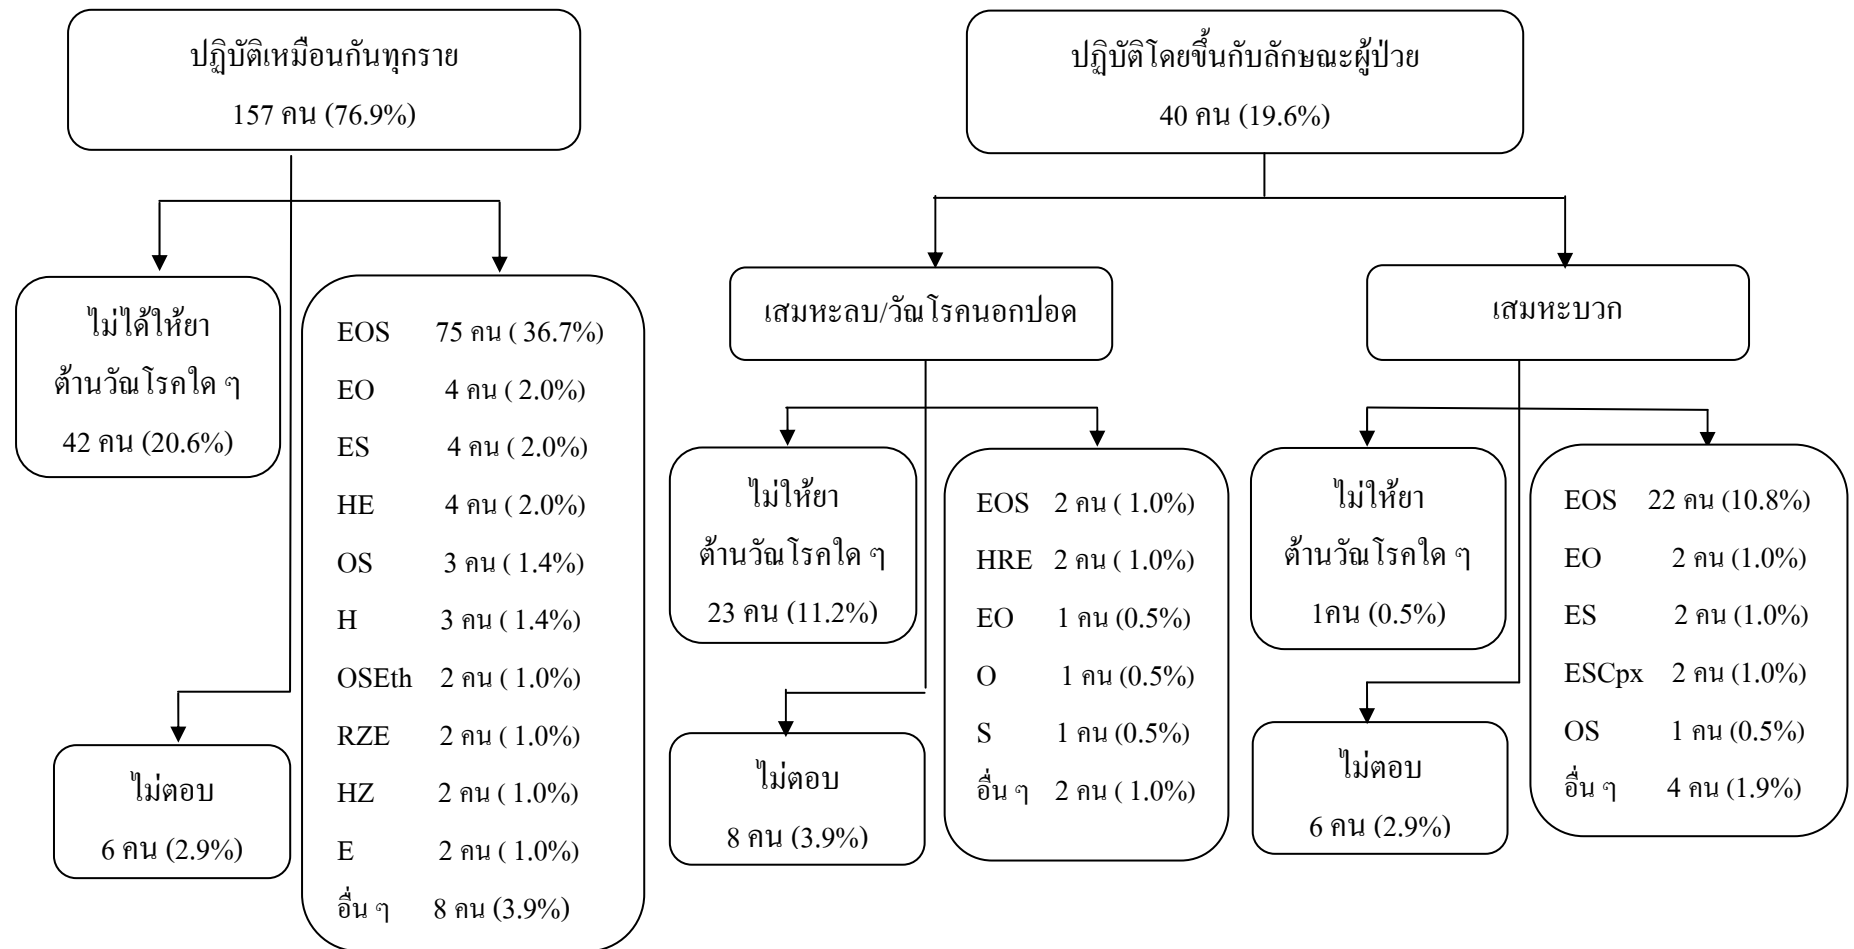 ปฏิบัติเหมือนกันทุกราย
157 คน (76.9%)
ไม่ได้ให้ยา
ต้านวัณโรคใด ๆ
42 คน (20.6%)
EOS 75 คน ( 36.7%)
EO 4 คน ( 2.0%)
ES 4 คน ( 2.0%)
HE 4 คน ( 2.0%)
OS 3 คน ( 1.4%)
H 3 คน ( 1.4%)
OSEth 2 คน ( 1.0%)
RZE 2 คน ( 1.0%)
HZ 2 คน ( 1.0%)
E 2 คน ( 1.0%)
อื่น ๆ 8 คน (3.9%)
ไม่ตอบ
6 คน (2.9%)
ปฏิบัติโดยขึ้นกับลักษณะผู้ป่วย
40 คน (19.6%)
เสมหะลบ/วัณโรคนอกปอด
ไม่ให้ยา
ต้านวัณโรคใด ๆ
23 คน (11.2%)
EOS 2 คน ( 1.0%)
HRE 2 คน ( 1.0%)
EO 1 คน (0.5%)
O 1 คน (0.5%)
S 1 คน (0.5%)
อื่น ๆ 2 คน ( 1.0%)
ไม่ตอบ
8 คน (3.9%)
เสมหะบวก
ไม่ให้ยา
ต้านวัณโรคใด ๆ
1คน (0.5%)
EOS 22 คน (10.8%)
EO 2 คน (1.0%)
ES 2 คน (1.0%)
ESCpx 2 คน (1.0%)
OS 1 คน (0.5%)
อื่น ๆ 4 คน (1.9%)
ไม่ตอบ
6 คน (2.9%)